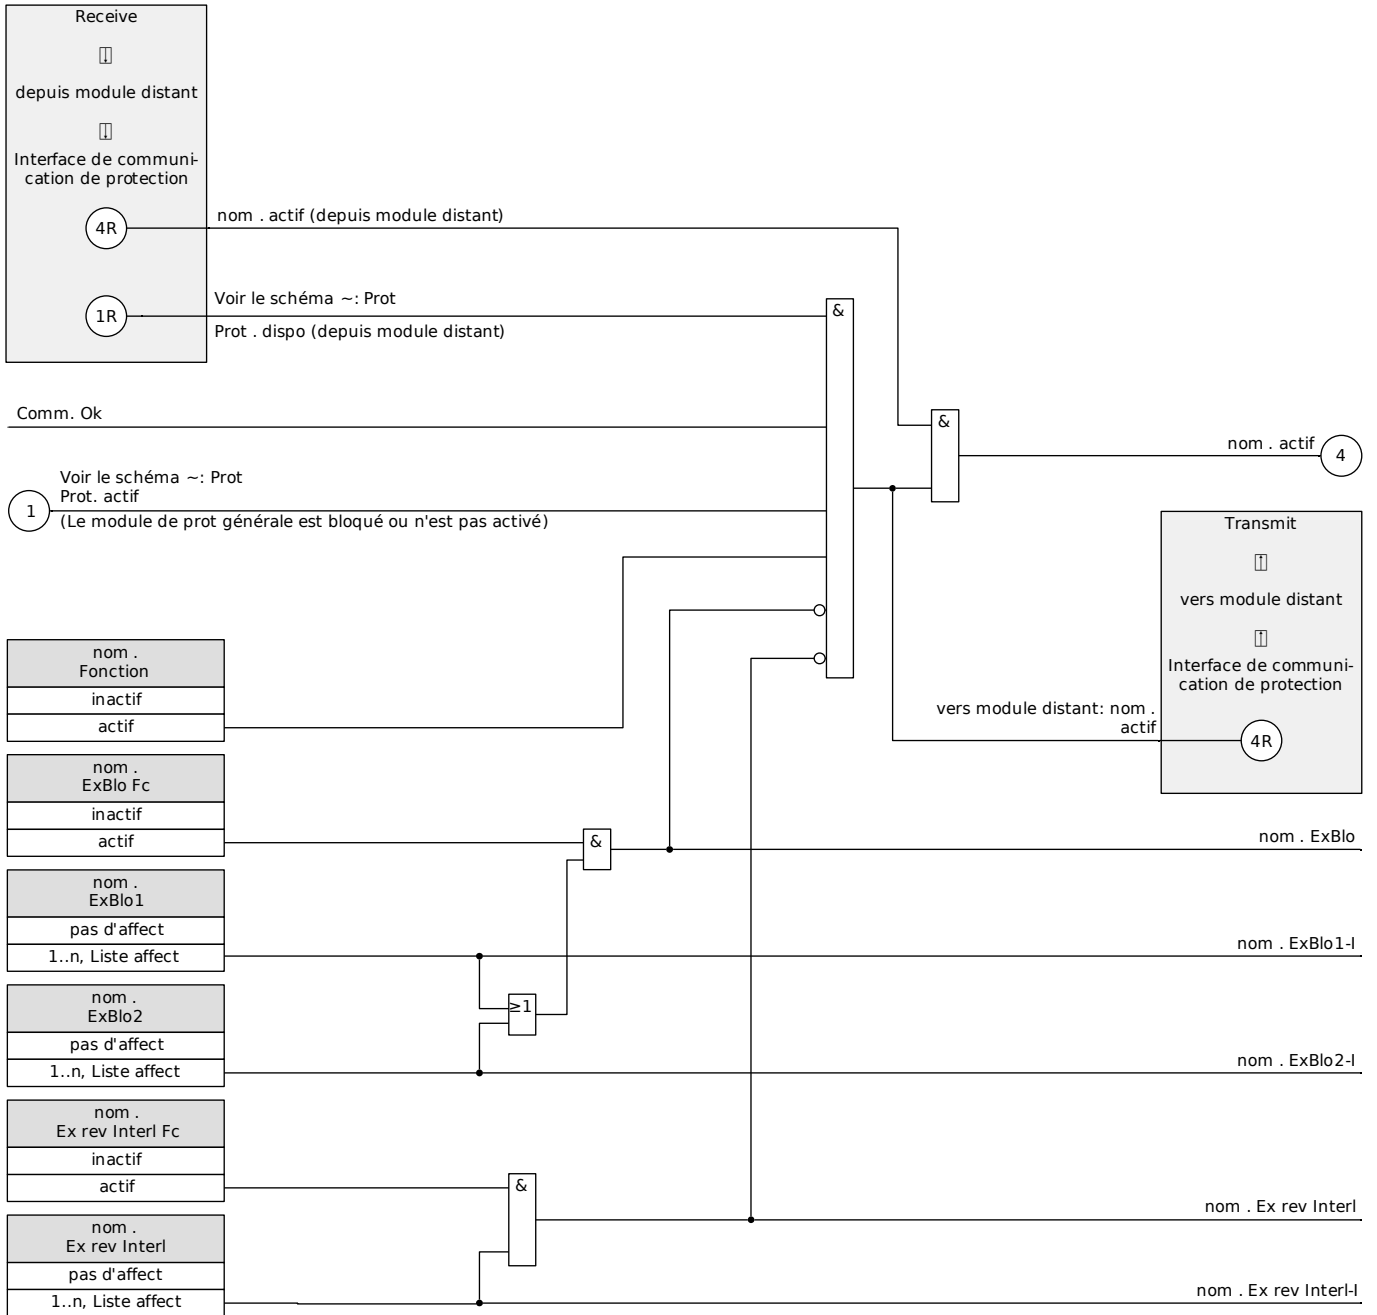 Receive
depuis module distant
Interface de communi-
cation de protection
4R
nom . actif (depuis module distant)
1R
Voir le schéma ~: Prot
Prot . dispo (depuis module distant)
&
Comm. Ok
&
nom . actif
4
1
Voir le schéma ~: Prot
Prot. actif
(Le module de prot générale est bloqué ou n'est pas activé)
Transmit
vers module distant
Interface de communi-
cation de protection
vers module distant: nom .
actif
4R
nom .
Fonction
inactif
actif
nom .
ExBlo Fc
inactif
actif
&
nom . ExBlo
nom .
ExBlo1
pas d'affect
1..n, Liste affect
nom . ExBlo1-I
≥1
nom .
ExBlo2
pas d'affect
1..n, Liste affect
nom . ExBlo2-I
nom .
Ex rev Interl Fc
inactif
actif
&
nom . Ex rev Interl
nom .
Ex rev Interl
pas d'affect
1..n, Liste affect
nom . Ex rev Interl-I